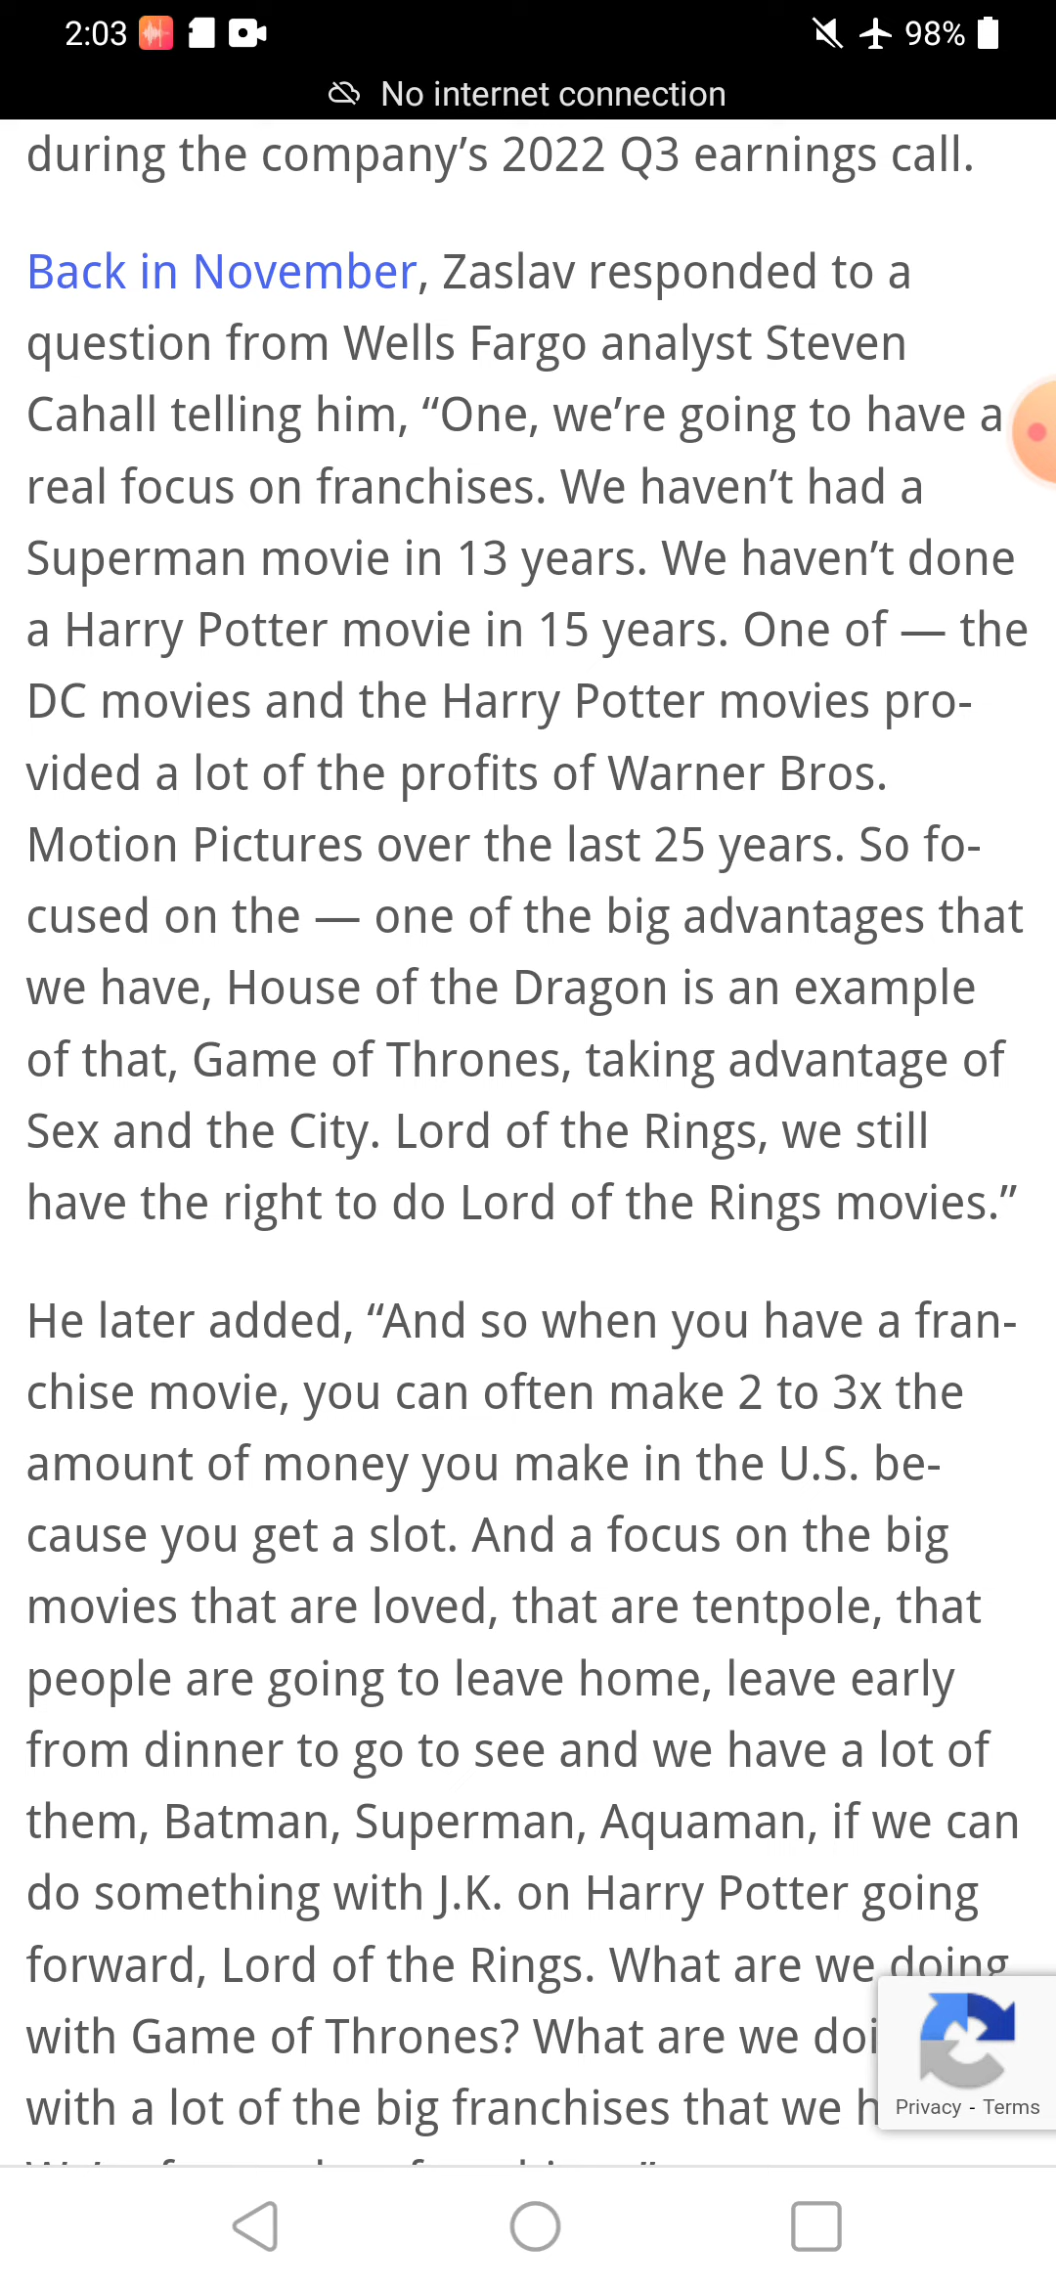 2:03 98%
No internet connection
during the company’s 2022 Q3 earnings call.
Back in November, Zaslav responded to a
question from Wells Fargo analyst Steven
Cahall telling him, “One, we’re going to have a
real focus on franchises. We haven’t had a
Superman movie in 13 years. We haven’t done
a Harry Potter movie in 15 years. One of — the
DC movies and the Harry Potter movies pro-
vided a lot of the profits of Warner Bros.
Motion Pictures over the last 25 years. So fo-
cused on the — one of the big advantages that
we have, House of the Dragon is an example
of that, Game of Thrones, taking advantage of
Sex and the City. Lord of the Rings, we still
have the right to do Lord of the Rings movies.”
He later added, “And so when you have a fran-
chise movie, you can often make 2 to 3x the
amount of money you make in the U.S. be-
cause you get a slot. And a focus on the big
movies that are loved, that are tentpole, that
people are going to leave home, leave early
from dinner to go to see and we have a lot of
them, Batman, Superman, Aquaman, if we can
do something with J.K. on Harry Potter going
forward, Lord of the Rings. What are we doing
with Game of Thrones? What are we doi
with a lot of the big franchises that we h
Privacy - Terms